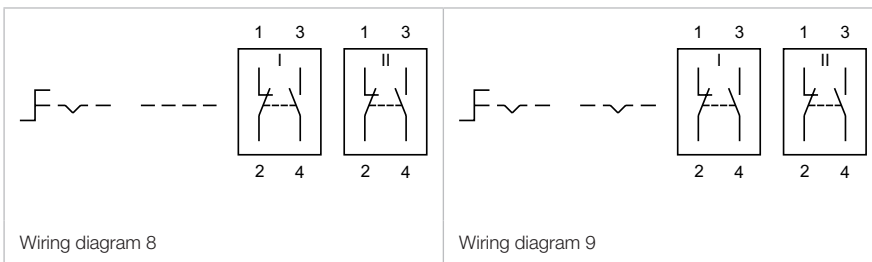 1 3 1 3 1 3 1 3
I II I II
2 4 2 4 2 4 2 4
Wiring diagram 8
Wiring diagram 9